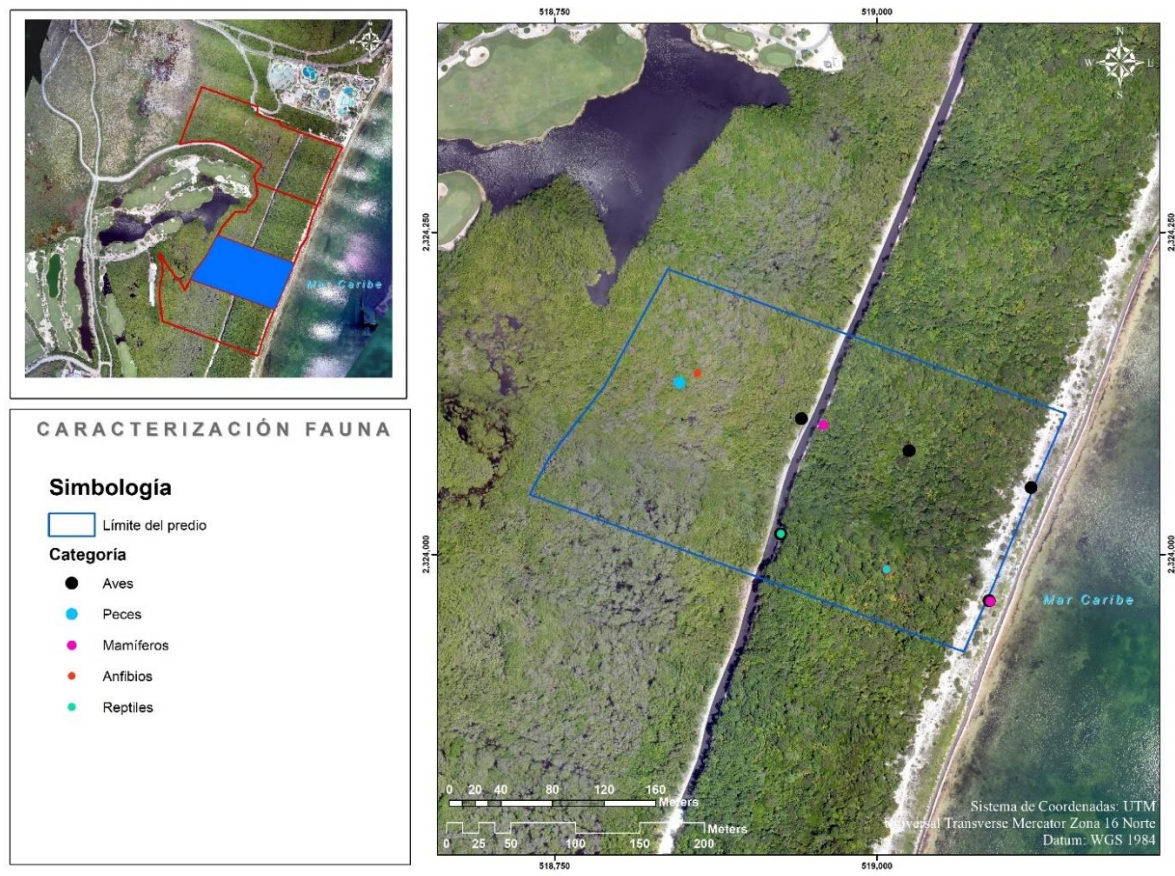 N
W
E
S
Mar Caribe
CARACTERIZACIÓN FAUNA
Simbología
Límite del predio
Categoría
Aves
Peces
Mamíferos
Anfibios
Reptiles
518,750
519,000
N
W
E
S
2,324,250
2,324,250
2,324,000
2,324,000
Mar Caribe
0 20 40 80 120 160
Meters
Meters
0 25 50 100 150 200
Sistema de Coordenadas: UTM
Universal Transverse Mercator Zona 16 Norte
Datum: WGS 1984
518,750
519,000